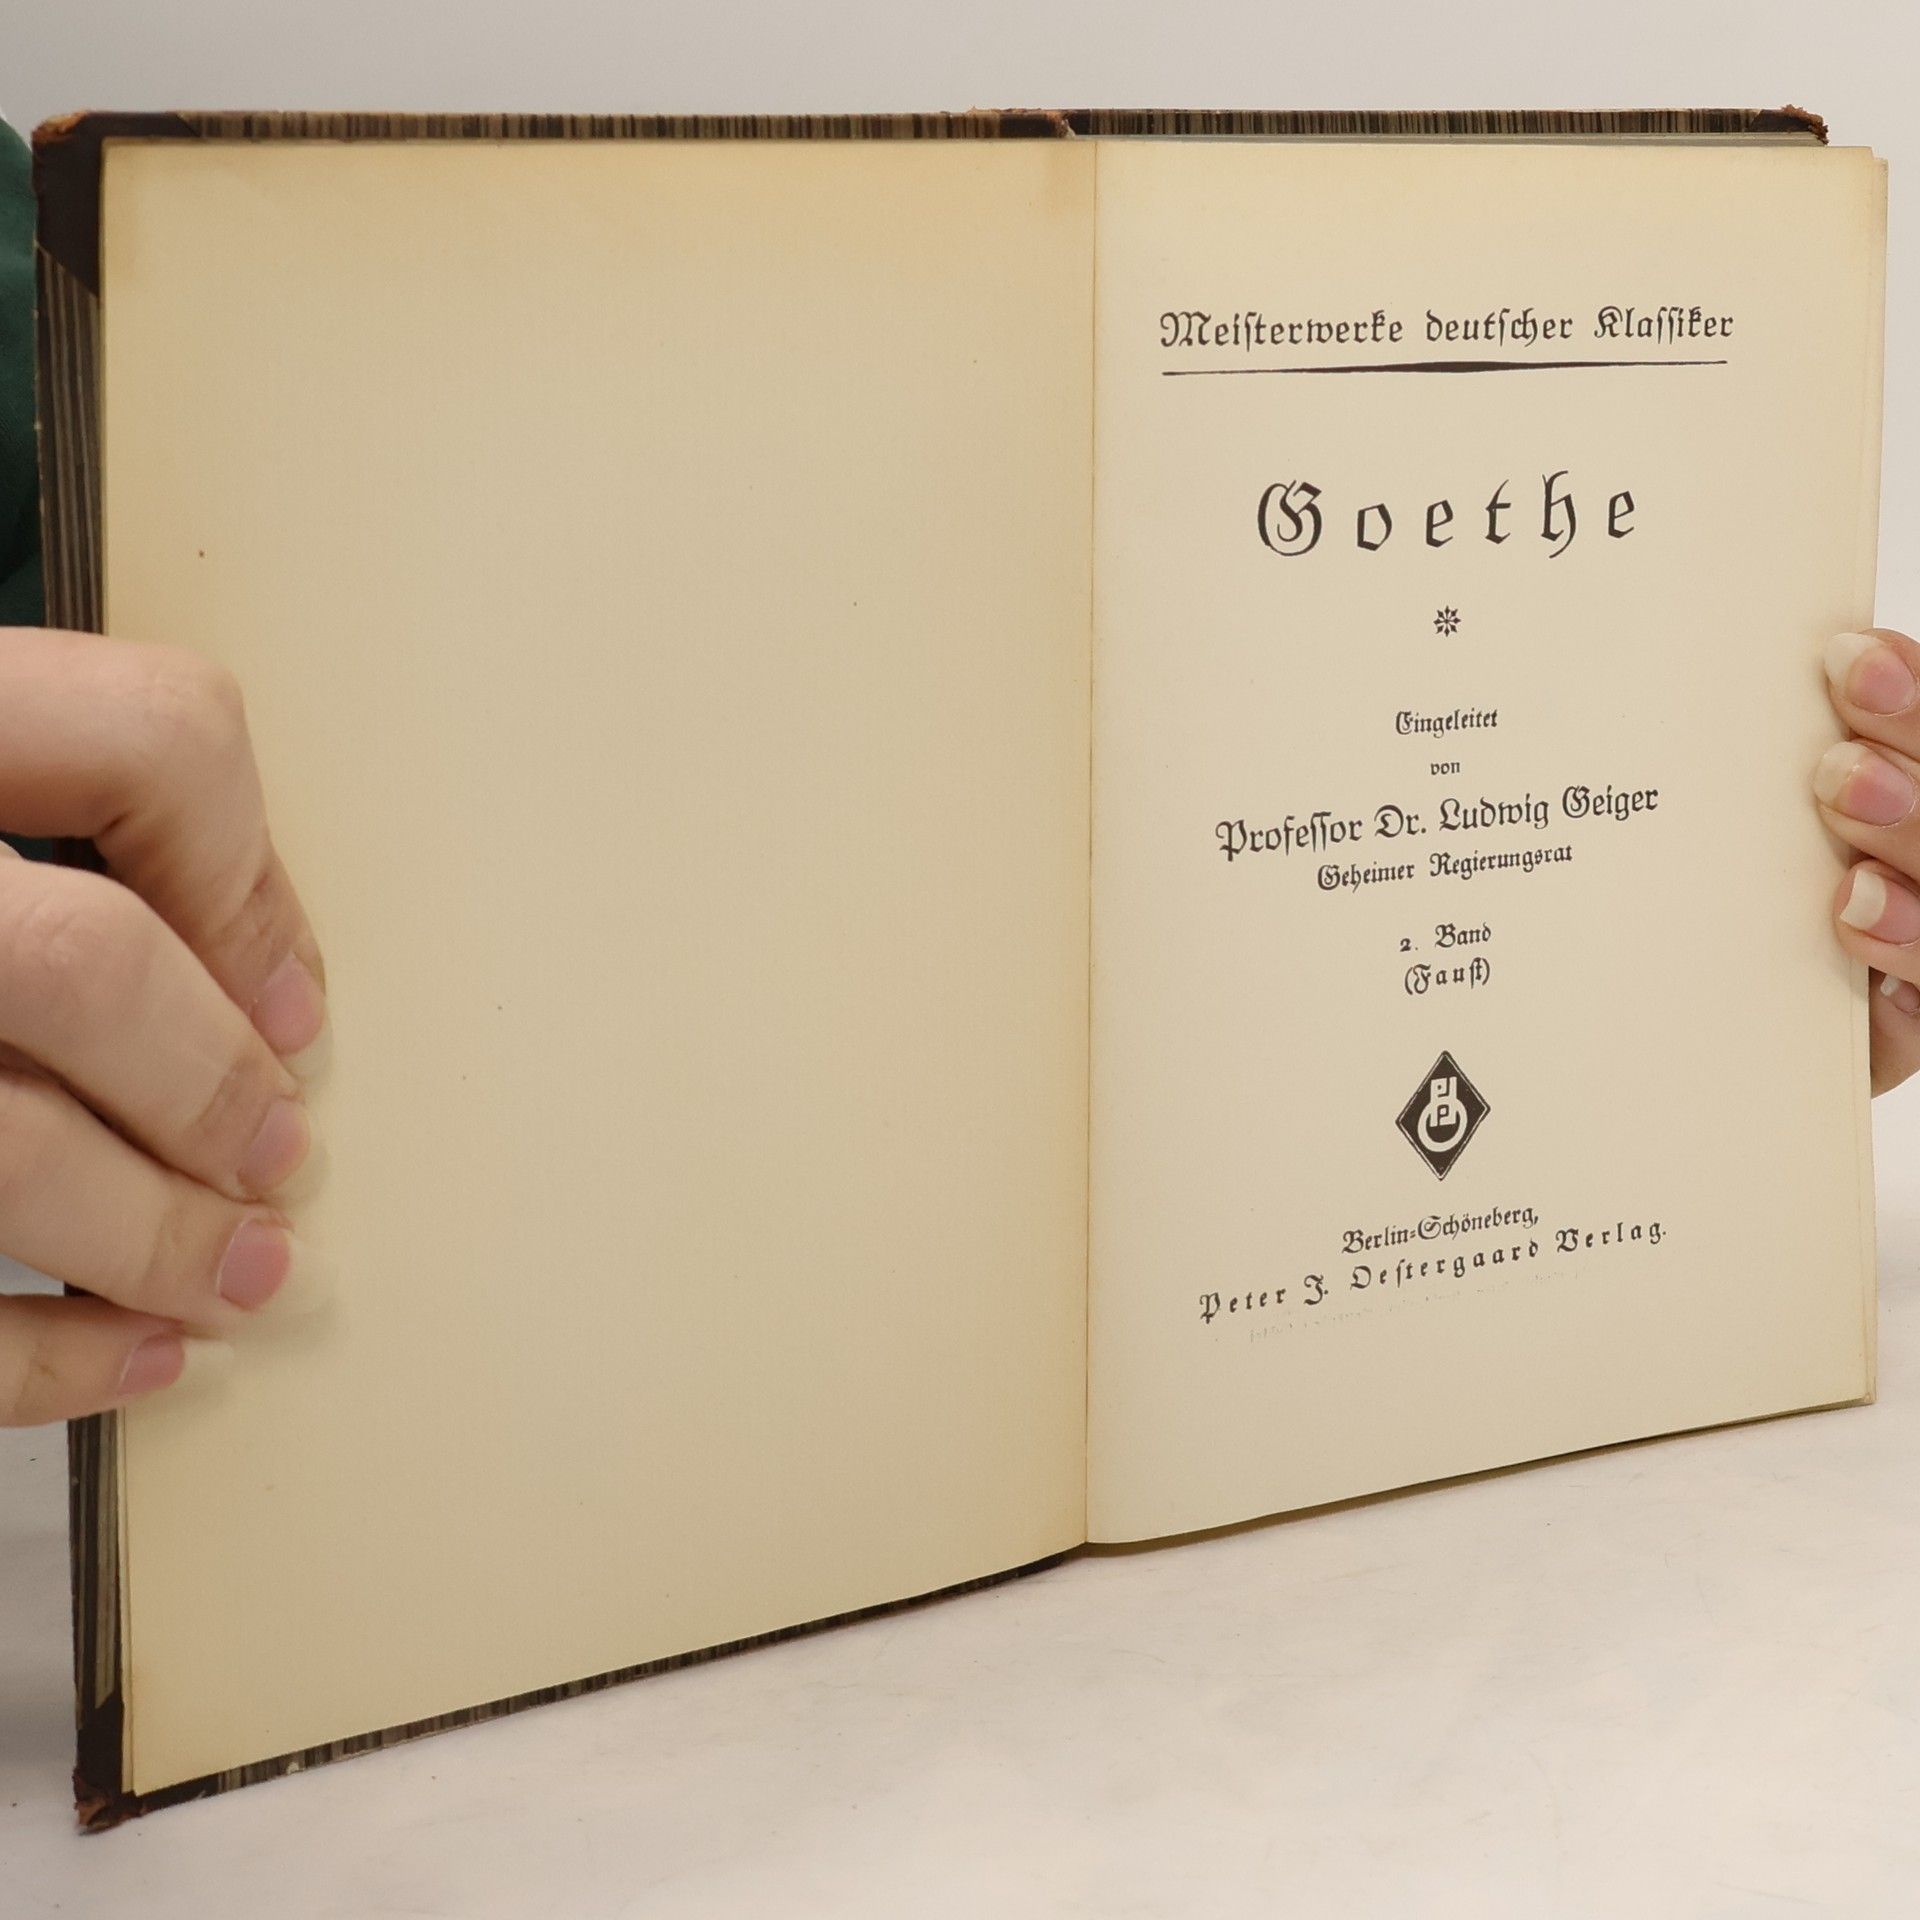 Meiſterwerke deutſcher Klaſſiker
Goethe
Eingeleitet
von
Profeſſor Dr. Ludwig Geiger
Geheimer Regierungsrat
2. Band
(Fauſt)
Berlin=Schöneberg,
Peter J. Oeſtergaard Verlag.